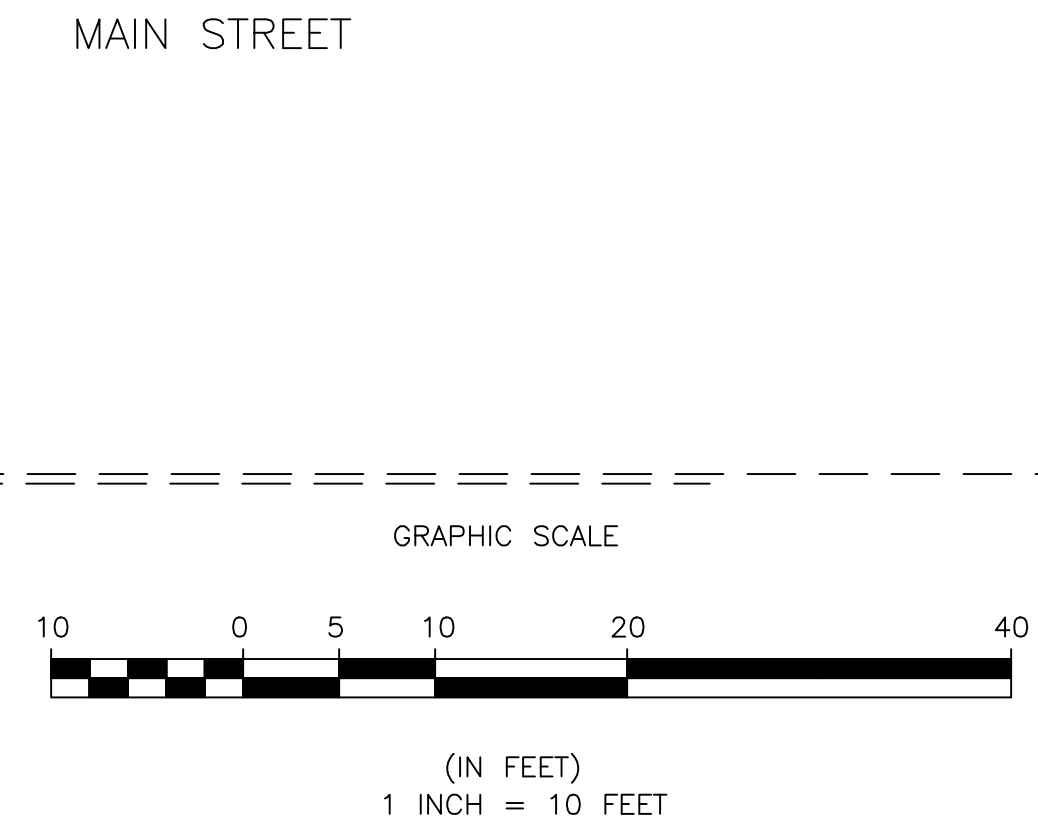 MAIN STREET
GRAPHIC SCALE
10 0 5 10 20 40
(IN FEET)
1 INCH = 10 FEET